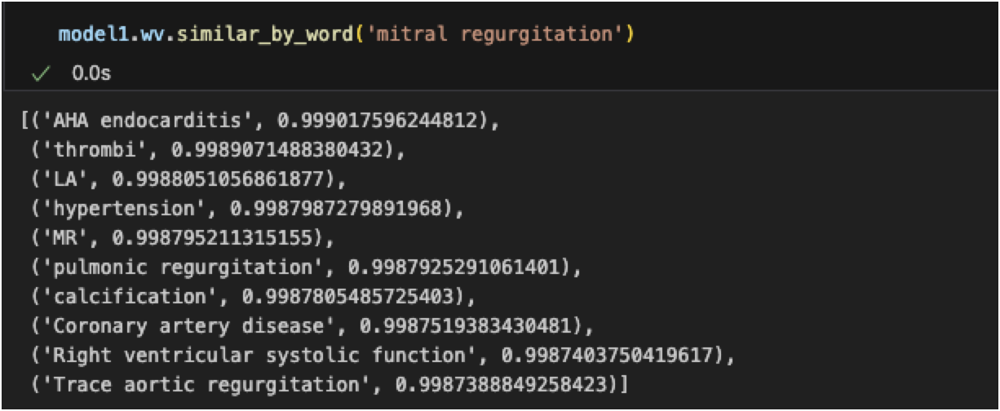 model1.wv.similar_by_word('mitral regurgitation')
✓ 0.0s
[('AHA endocarditis', 0.999017596244812),
('thrombi', 0.9989071488380432),
('LA', 0.9988051056861877),
('hypertension', 0.9987987279891968),
('MR', 0.998795211315155),
('pulmonic regurgitation', 0.9987925291061401),
('calcification', 0.9987805485725403),
('Coronary artery disease', 0.9987519383430481),
('Right ventricular systolic function', 0.9987403750419617),
('Trace aortic regurgitation', 0.9987388849258423)]